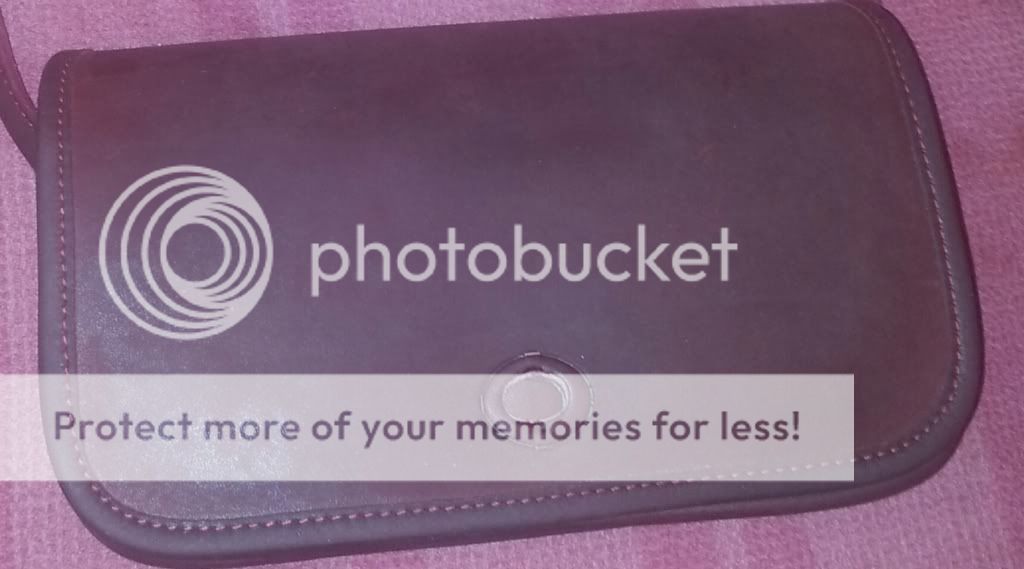 photobucket
Protect more of your memories for less!